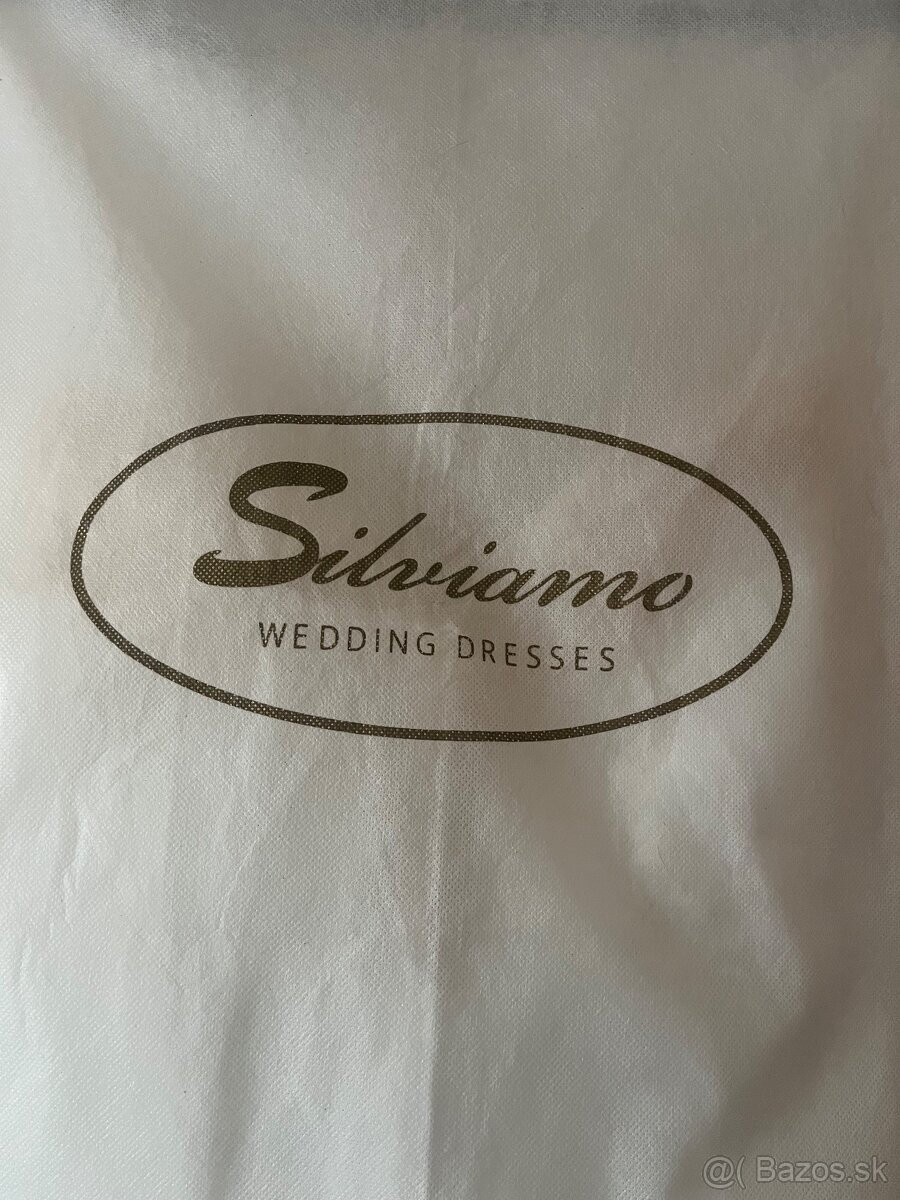 Silviamo
WEDDING DRESSES
@( Bazos.sk